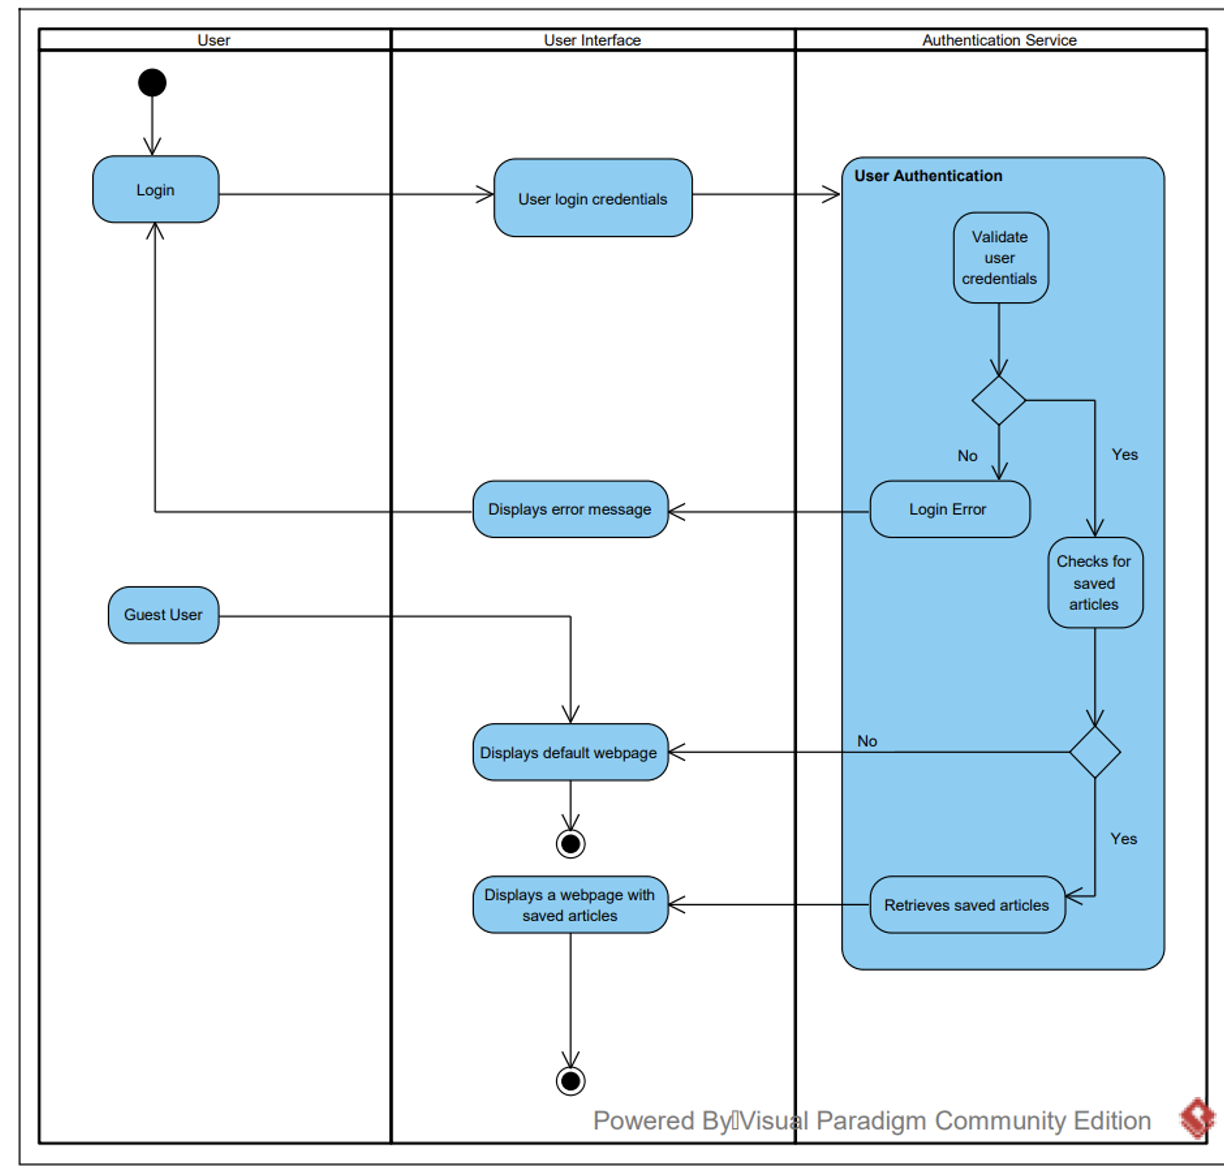 User
User Interface
Authentication Service
Login
User login credentials
User Authentication
Validate
user
credentials
No
Yes
Displays error message
Login Error
Checks for
saved
articles
Guest User
Displays default webpage
No
Yes
Displays a webpage with
saved articles
Retrieves saved articles
Powered By▯Visual Paradigm Community Edition